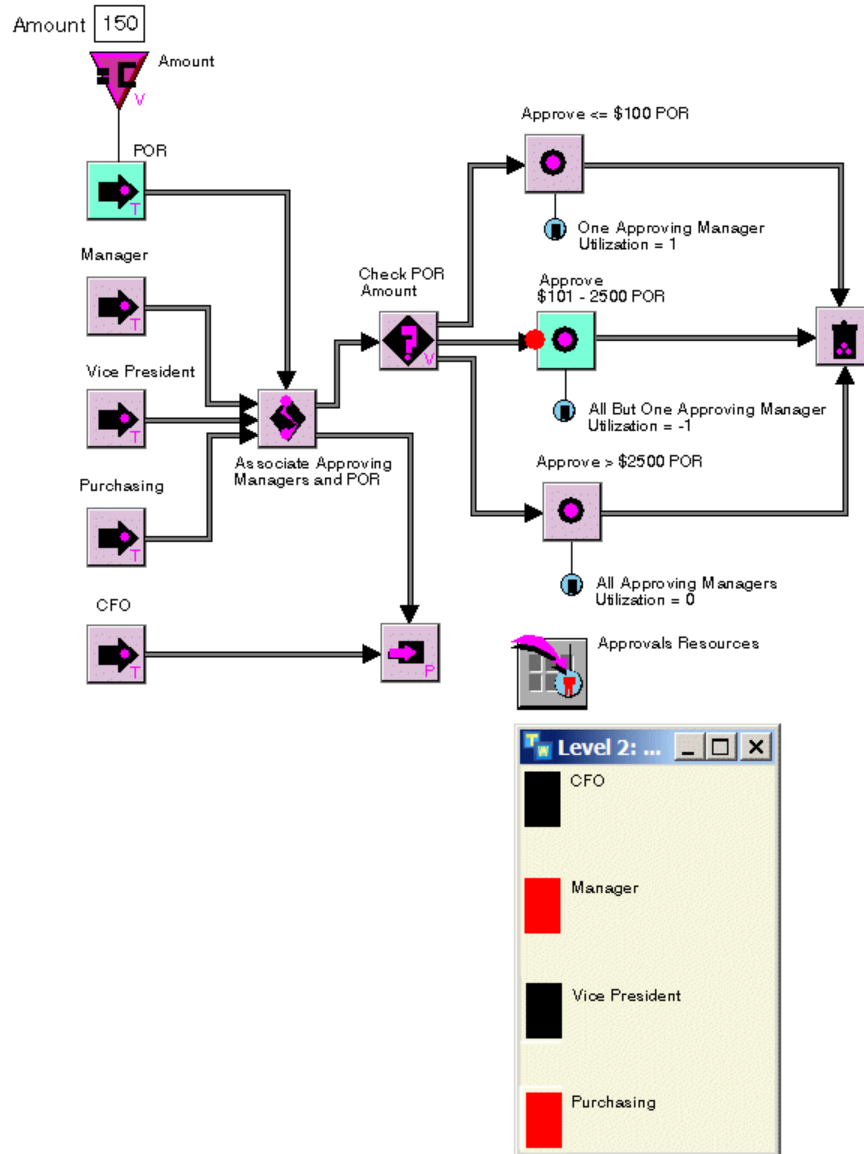 Amount 150
Amount
V
POR
T
Approve <= $100 POR
One Approving Manager
Utilization = 1
Manager
T
Check POR
Amount
V
Approve
$101 - 2500 POR
All But One Approving Manager
Utilization = -1
Vice President
T
Associate Approving
Managers and POR
Approve > $2500 POR
Purchasing
T
All Approving Managers
Utilization = 0
CFO
T
P
Approvals Resources
TW Level 2: ...
CFO
Manager
Vice President
Purchasing